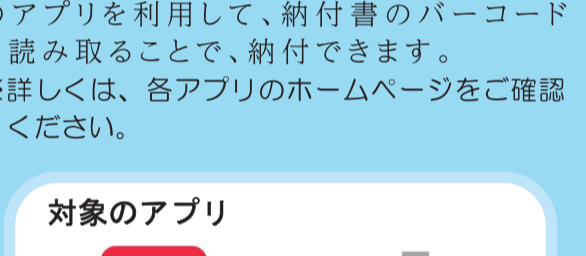 のアプリを利用して、納付書のバーコード
読み取ることで、納付できます。
※詳しくは、各アプリのホームページをご確認
ください。
対象のアプリ